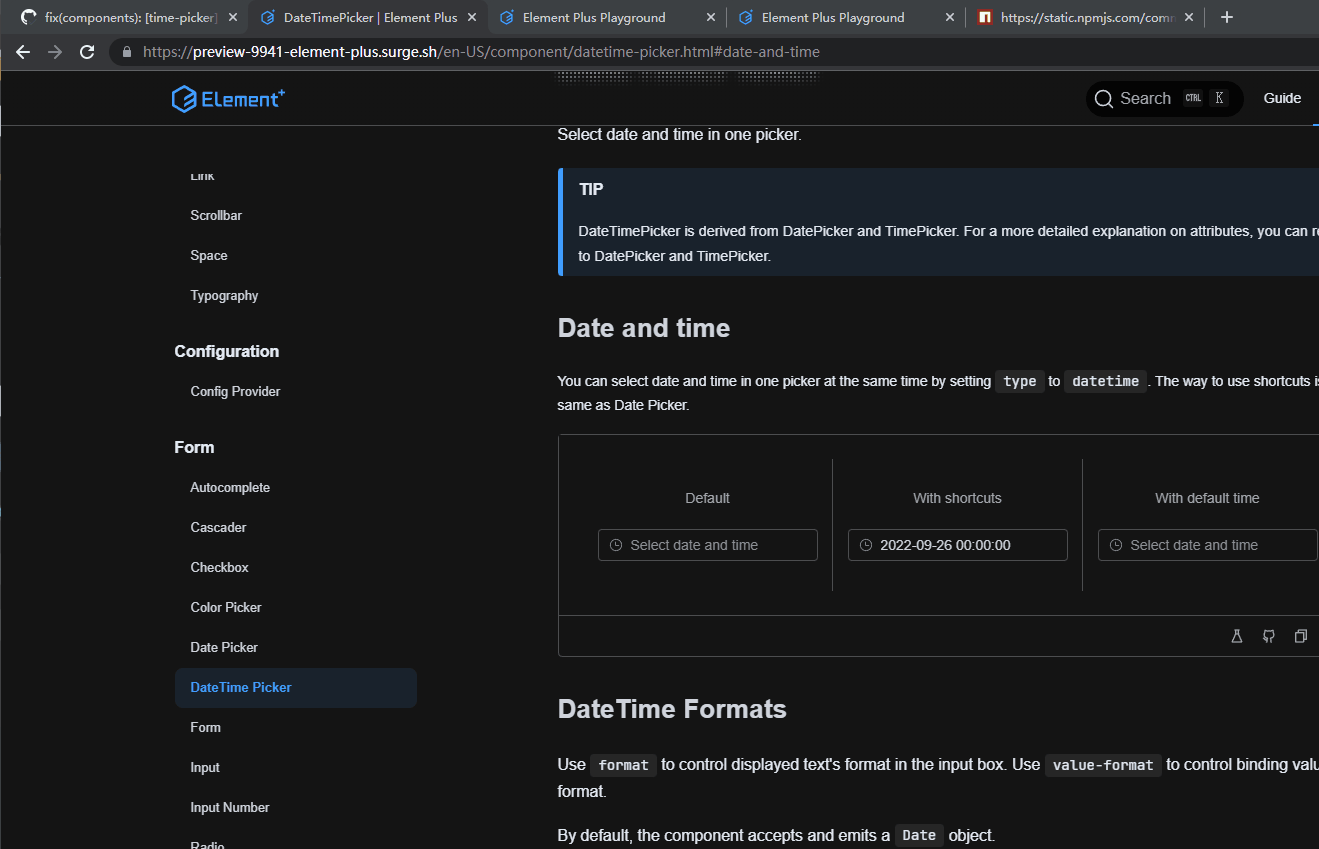 fix(components): [time-picker]
DateTimePicker | Element Plus
Element Plus Playground
Element Plus Playground
https://static.npmjs.com/com
https://preview-9941-element-plus.surge.sh/en-US/component/datetime-picker.html#date-and-time
Element+
Search CTRL K
Guide
Link
Scrollbar
Space
Typography
Configuration
Config Provider
Form
Autocomplete
Cascader
Checkbox
Color Picker
Date Picker
DateTime Picker
Form
Input
Input Number
Radio
Select date and time in one picker.
TIP
DateTimePicker is derived from DatePicker and TimePicker. For a more detailed explanation on attributes, you can
to DatePicker and TimePicker.
Date and time
You can select date and time in one picker at the same time by setting type to datetime . The way to use shortcuts is
same as Date Picker.
Default
With shortcuts
With default time
Select date and time
2022-09-26 00:00:00
Select date and time
DateTime Formats
Use format to control displayed text's format in the input box. Use value-format to control binding
format.
By default, the component accepts and emits a Date object.